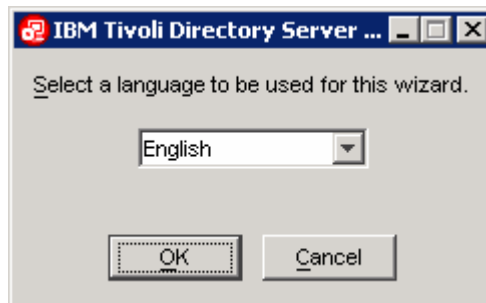 IBM Tivoli Directory Server ...
Select a language to be used for this wizard.
English
OK
Cancel